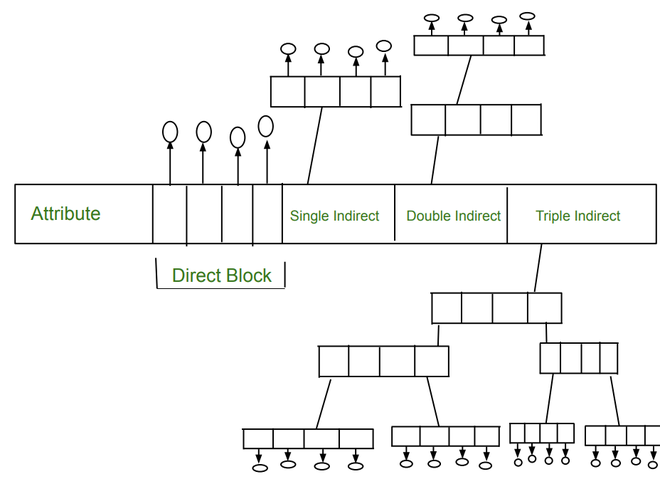 Attribute
Single Indirect
Double Indirect
Triple Indirect
Direct Block